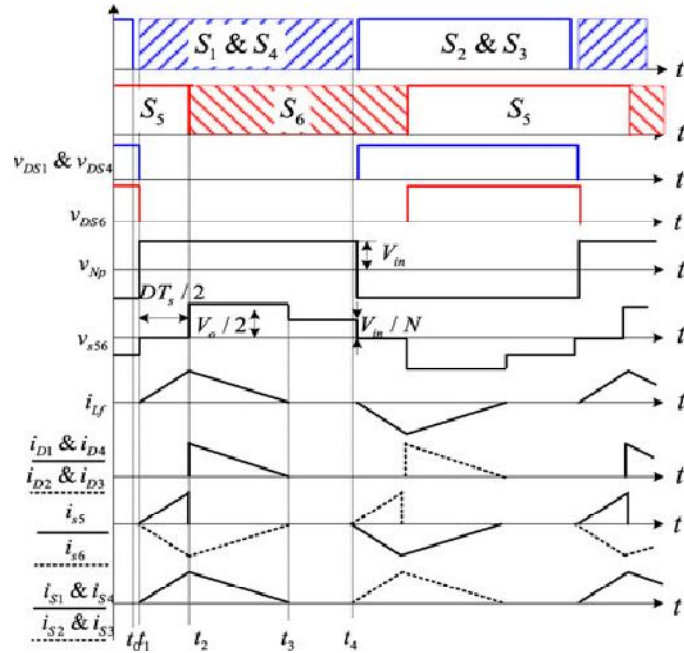 S1 & S4 S2 & S3 t
S5 S6 S5 t
vDS1 & vDS4 t
vDS6 t
vNp Vin t
DTs / 2
vs56 Vo / 2 Vin / N t
iLf t
iD1 & iD4
iD2 & iD3 t
is5 t
is6
iS1 & iS4 t
iS2 & iS3
t0 t1 t2 t3 t4